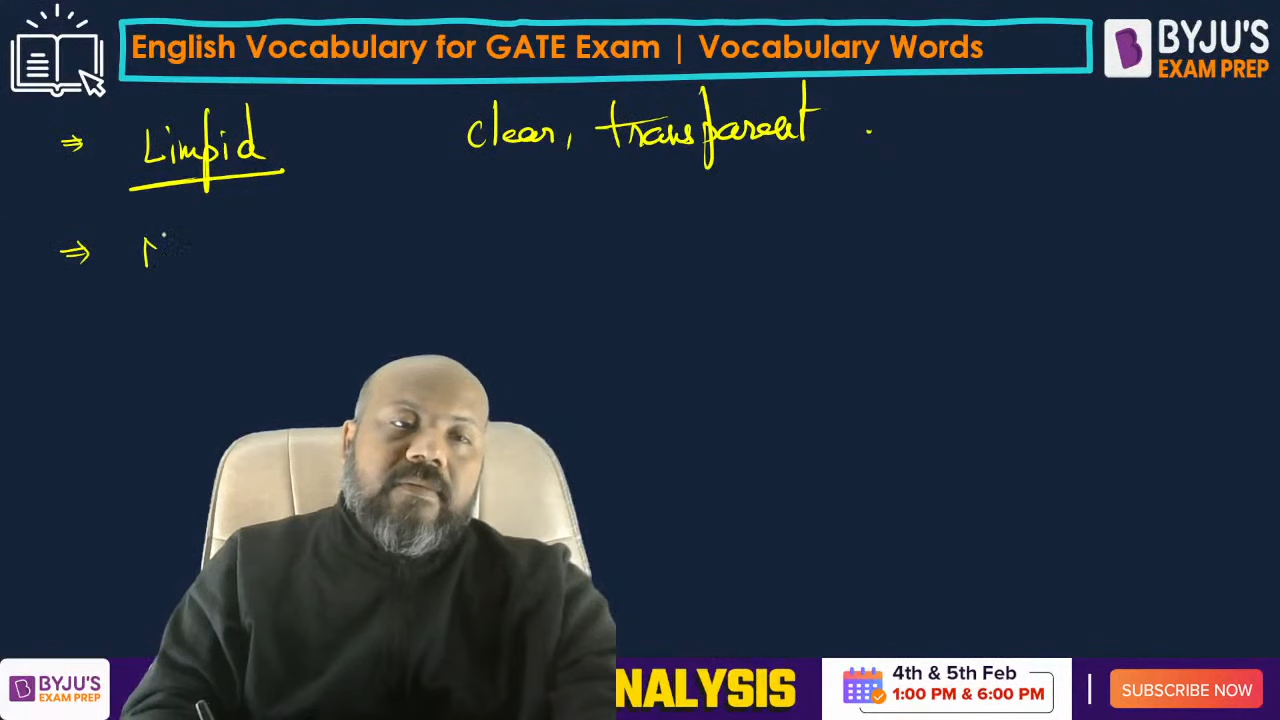 English Vocabulary for GATE Exam | Vocabulary Words
BYJU'S
EXAM PREP
⇒ Limpid clear, transparent .
⇒
BYJU'S
EXAM PREP
NALYSIS
4th & 5th Feb
1:00 PM & 6:00 PM
SUBSCRIBE NOW